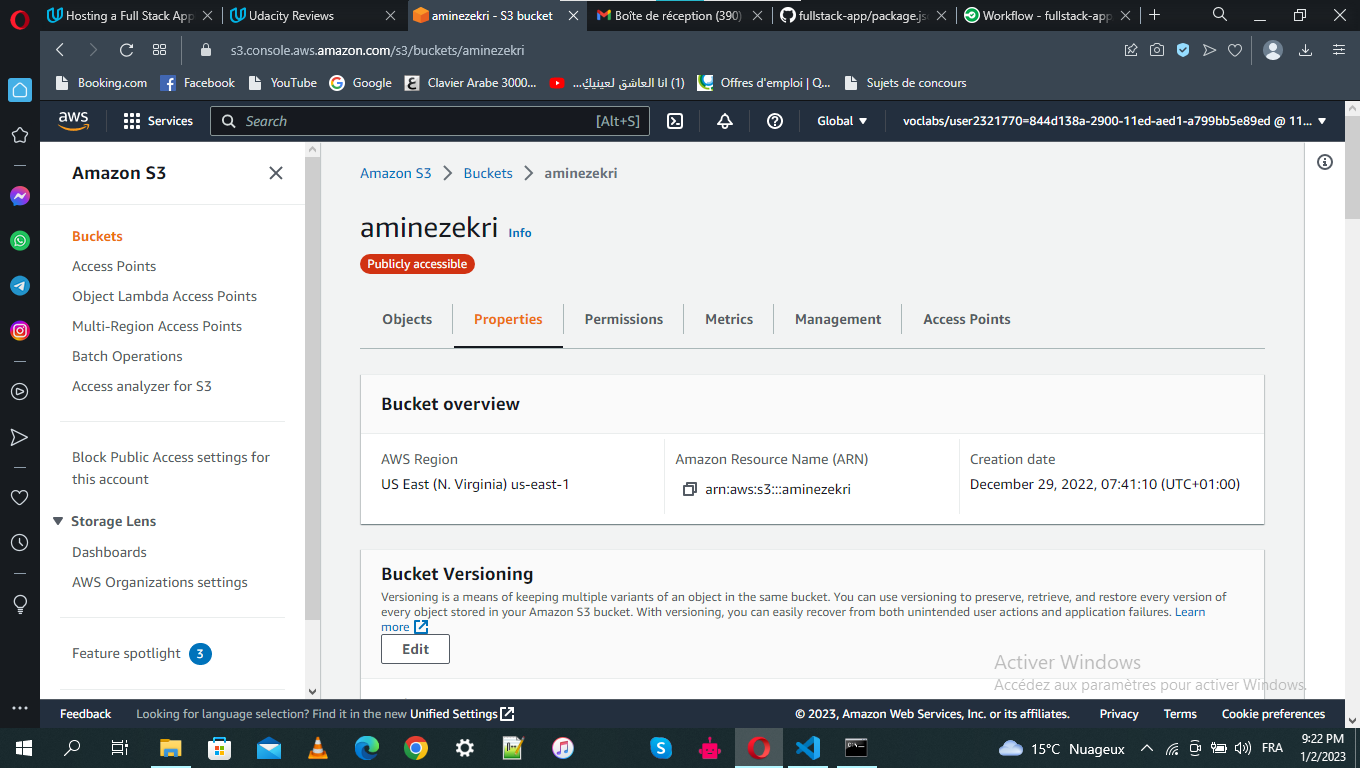 Hosting a Full Stack App
Udacity Reviews
aminezekri - S3 bucket
Boîte de réception (390)
fullstack-app/package.js
Workflow - fullstack-app
s3.console.aws.amazon.com/s3/buckets/aminezekri
Booking.com
Facebook
YouTube
Google
Clavier Arabe 3000...
(1) انا العاشق لعينيك...
Offres d'emploi | Q...
Sujets de concours
aws
Services
Search
[Alt+S]
Global
voclabs/user2321770=844d138a-2900-11ed-aed1-a799bb5e89ed @ 11...
Amazon S3
Buckets
Access Points
Object Lambda Access Points
Multi-Region Access Points
Batch Operations
Access analyzer for S3
Block Public Access settings for
this account
Storage Lens
Dashboards
AWS Organizations settings
Feature spotlight 3
Amazon S3 > Buckets > aminezekri
aminezekri Info
Publicly accessible
Objects
Properties
Permissions
Metrics
Management
Access Points
Bucket overview
AWS Region
US East (N. Virginia) us-east-1
Amazon Resource Name (ARN)
arn:aws:s3:::aminezekri
Creation date
December 29, 2022, 07:41:10 (UTC+01:00)
Bucket Versioning
Versioning is a means of keeping multiple variants of an object in the same bucket. You can use versioning to preserve, retrieve, and restore every version of
every object stored in your Amazon S3 bucket. With versioning, you can easily recover from both unintended user actions and application failures. Learn
more
Edit
Activer Windows
Accédez aux paramètres pour activer Windows.
Feedback
Looking for language selection? Find it in the new Unified Settings
© 2023, Amazon Web Services, Inc. or its affiliates.
Privacy
Terms
Cookie preferences
15°C Nuageux
FRA
9:22 PM
1/2/2023